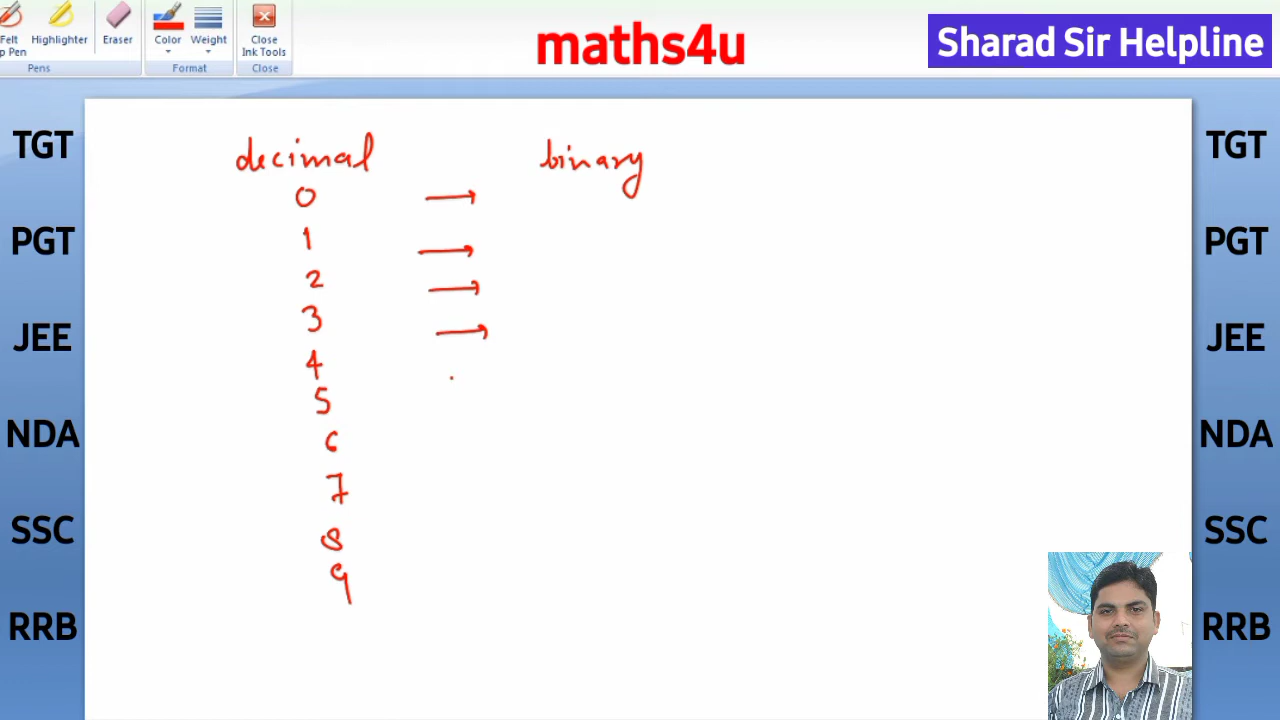 Felt
p Pen
Highlighter
Eraser
Color
Weight
Close
Ink Tools
Pens
Format
Close
maths4u
Sharad Sir Helpline
TGT
PGT
JEE
NDA
SSC
RRB
decimal binary
0 →
1 →
2 →
3 →
4
5
6
7
8
9
TGT
PGT
JEE
NDA
SSC
RRB